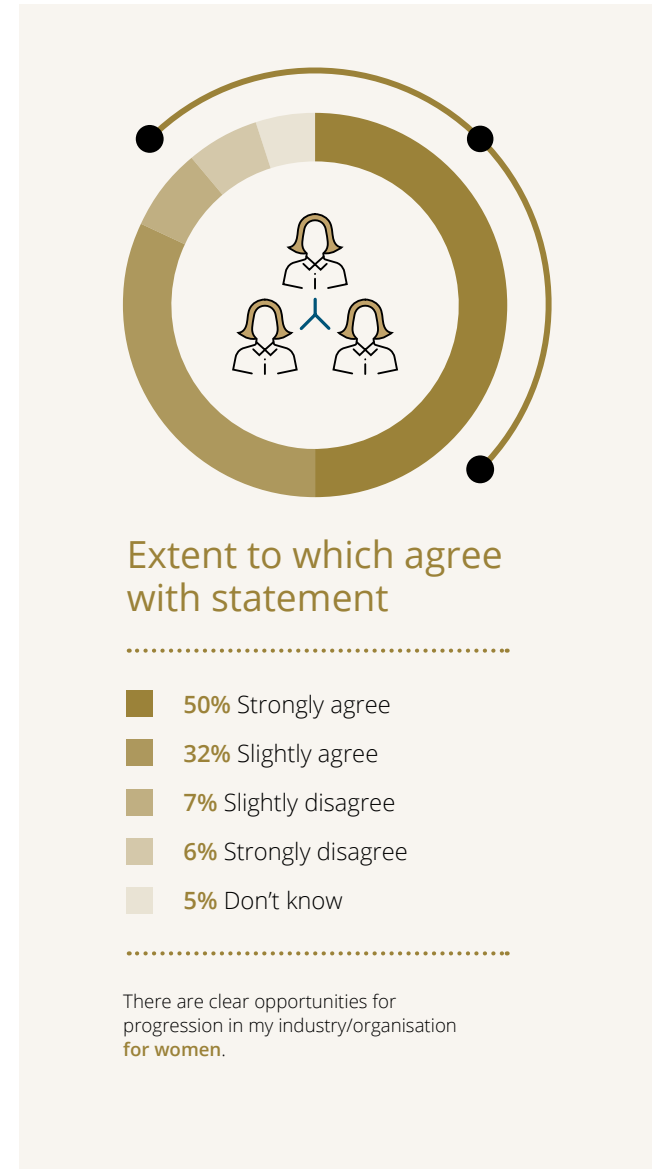 Extent to which agree
with statement
50% Strongly agree
32% Slightly agree
7% Slightly disagree
6% Strongly disagree
5% Don’t know
There are clear opportunities for
progression in my industry/organisation
for women.